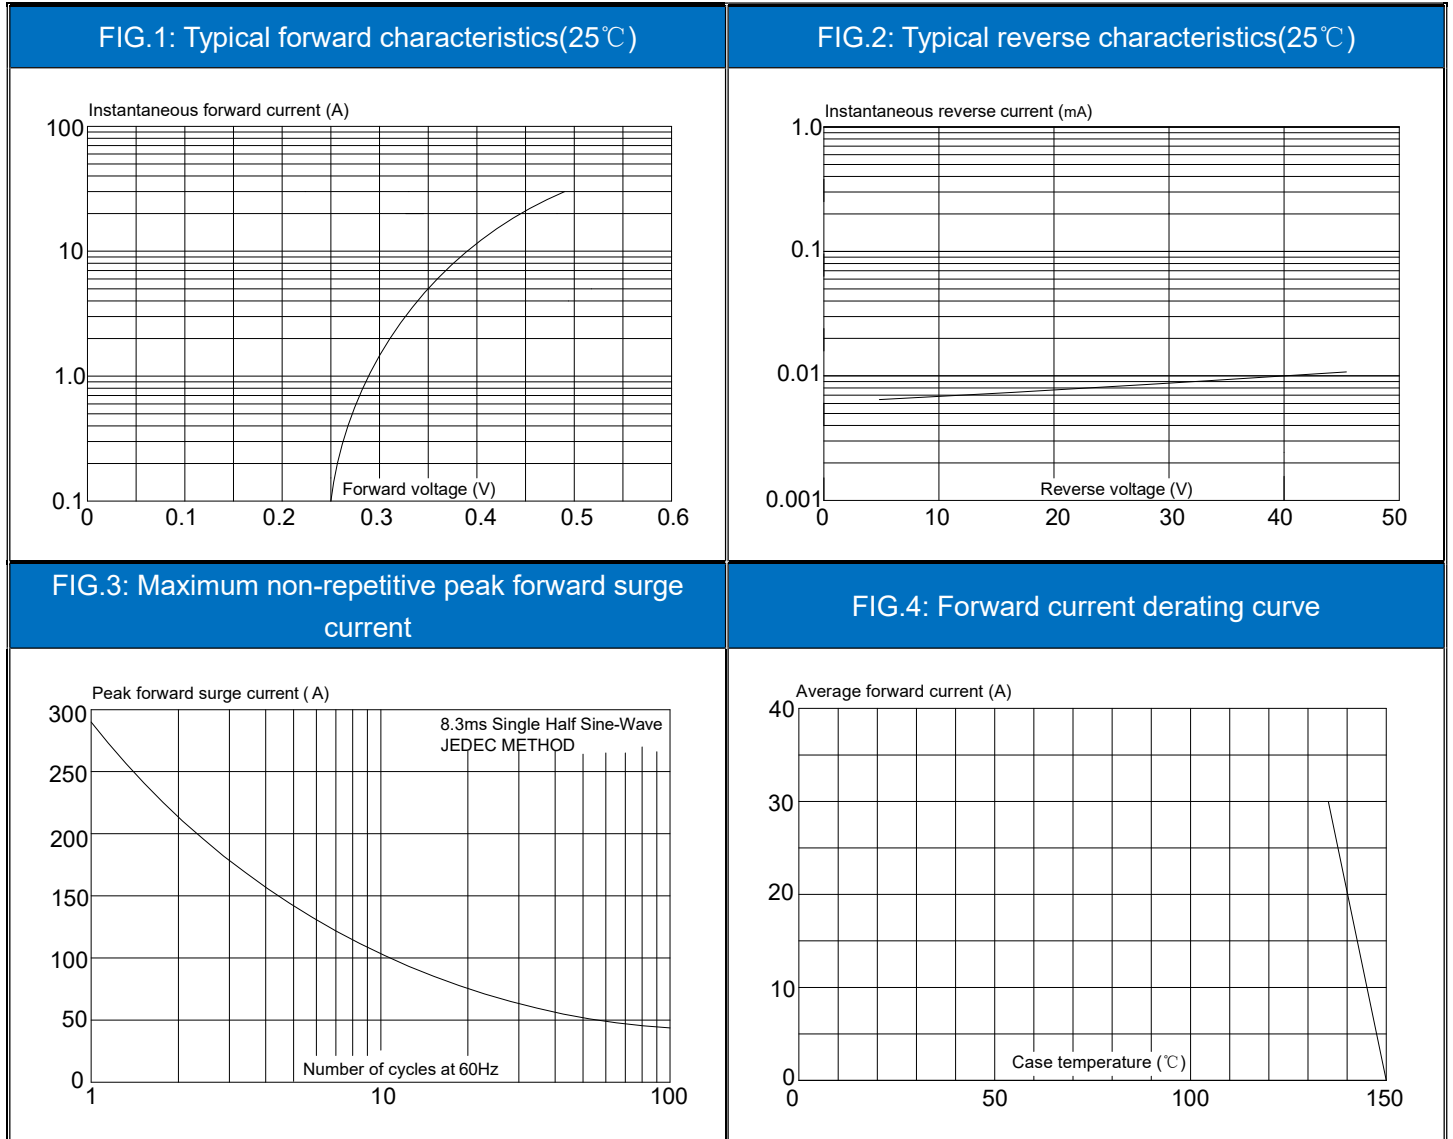 FIG.1: Typical forward characteristics(25℃)
Instantaneous forward current (A)
100
10
1.0
0.1
Forward voltage (V)
0 0.1 0.2 0.3 0.4 0.5 0.6
FIG.2: Typical reverse characteristics(25℃)
Instantaneous reverse current (mA)
1.0
0.1
0.01
0.001
Reverse voltage (V)
0 10 20 30 40 50
FIG.3: Maximum non-repetitive peak forward surge
current
Peak forward surge current ( A)
300
8.3ms Single Half Sine-Wave
JEDEC METHOD
250
200
150
100
50
0
Number of cycles at 60Hz
1 10 100
FIG.4: Forward current derating curve
Average forward current (A)
40
30
20
10
0
Case temperature (℃)
0 50 100 150